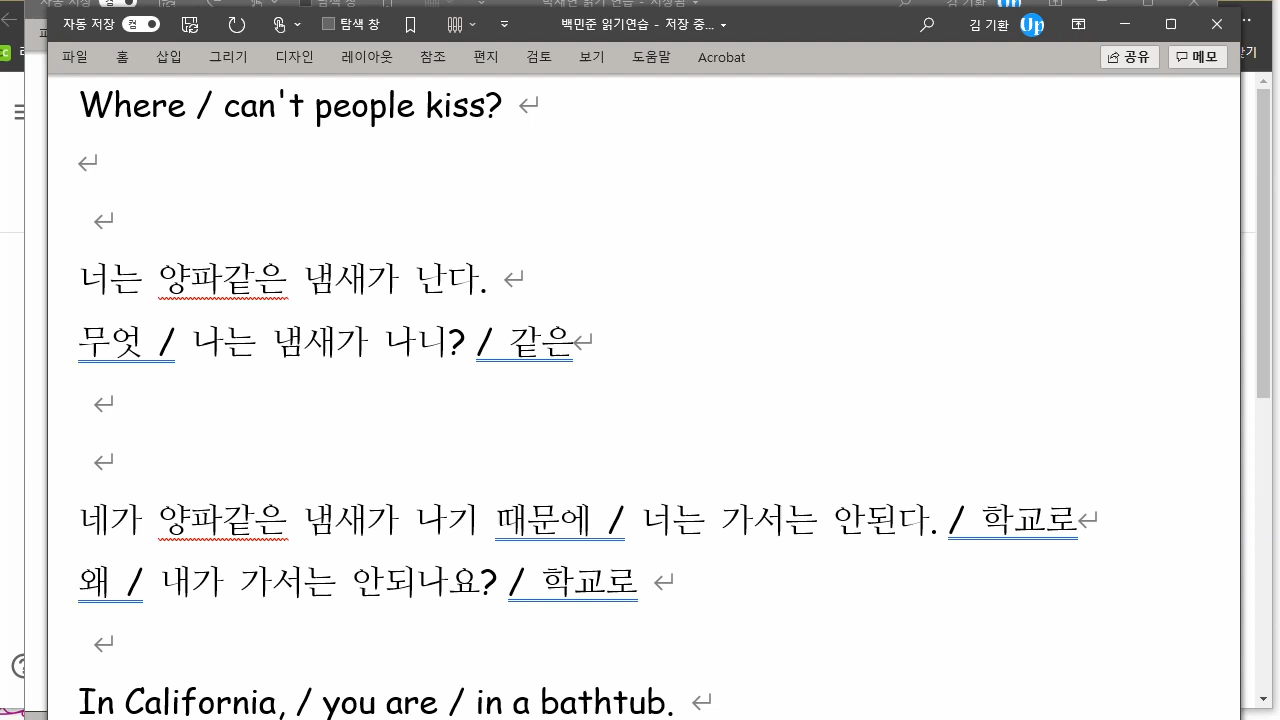 자동 저장 컴 탐색 창 백민준 읽기연습 - 저장 중... 김 기환 Up
파일 홈 삽입 그리기 디자인 레이아웃 참조 편지 검토 보기 도움말 Acrobat 공유 메모
Where / can't people kiss?
너는 양파같은 냄새가 난다.
무엇 / 나는 냄새가 나니? / 같은
네가 양파같은 냄새가 나기 때문에 / 너는 가서는 안된다. / 학교로
왜 / 내가 가서는 안되나요? / 학교로
In California, / you are / in a bathtub.